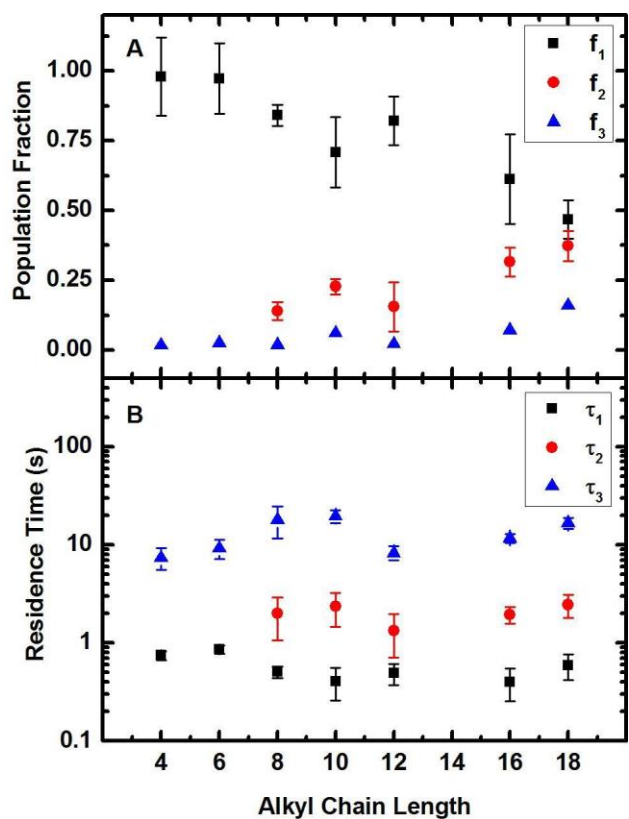 A
f1
f2
f3
1.00
0.75
0.50
0.25
0.00
Population Fraction
B
τ1
τ2
τ3
100
10
1
0.1
Residence Time (s)
4 6 8 10 12 14 16 18
Alkyl Chain Length